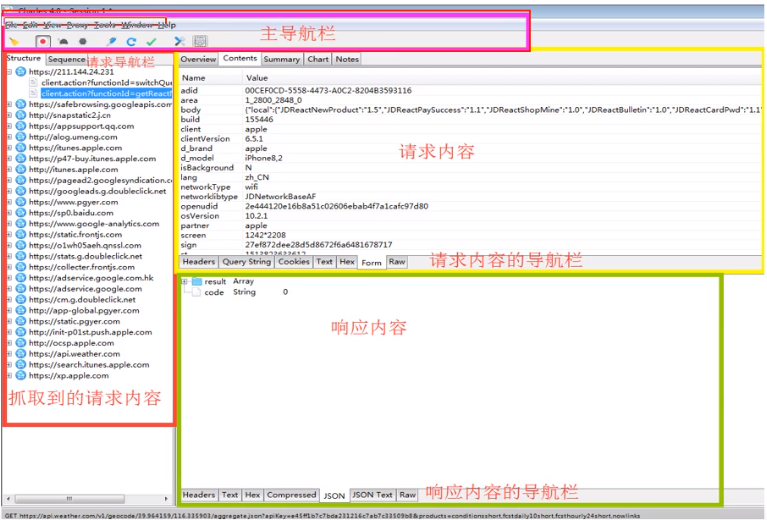 Charles 4.0 - Session 1 *
File Edit View Proxy Tools Window Help
主导航栏
Structure Sequence 请求导航栏
https://211.144.24.231
client.action?functionId=switchQue
client.action?functionId=getReactN
https://safebrowsing.googleapis.com
http://snapstatic2.j.cn
https://appsupport.qq.com
http://alog.umeng.com
https://itunes.apple.com
https://p47-buy.itunes.apple.com
http://itunes.apple.com
https://pagead2.googlesyndication.c
https://googleads.g.doubleclick.net
https://www.pgyer.com
https://sp0.baidu.com
https://www.google-analytics.com
https://static.frontjs.com
https://o1wh05aeh.qnssl.com
https://stats.g.doubleclick.net
https://collecter.frontjs.com
https://adservice.google.com.hk
https://adservice.google.com
https://cm.g.doubleclick.net
http://app-global.pgyer.com
https://static.pgyer.com
http://init-p01st.push.apple.com
http://ocsp.apple.com
https://api.weather.com
https://search.itunes.apple.com
https://xp.apple.com
抓取到的请求内容
Overview Contents Summary Chart Notes
Name Value
adid 00CEF0CD-5558-4473-A0C2-8204B3593116
area 1_2800_2848_0
body {"local":{"JDReactNewProduct":"1.5","JDReactPaySuccess":"1.1","JDReactShopMine":"1.0","JDReactBulletin":"1.0","JDReactCardPwd":"1.1"
build 155446
client apple
clientVersion 6.5.1
d_brand apple
d_model iPhone8,2
isBackground N
lang zh_CN
networkType wifi
networklibtype JDNetworkBaseAF
openudid 2e444120e16b8a51c02606ebab4f7a1cafc97d80
osVersion 10.2.1
partner apple
screen 1242*2208
sign 27ef872dee28d5d8672f6a6481678717
st 1513823633612
请求内容
Headers Query String Cookies Text Hex Form Raw
请求内容的导航栏
result Array
code String 0
响应内容
Headers Text Hex Compressed JSON JSON Text Raw
响应内容的导航栏
GET https://api.weather.com/v1/geocode/39.964159/116.335903/aggregate.json?apiKey=e45ff1b7c7bda231216c7ab7c33509b8&products=conditionsshort,fcstdaily10short,fcsthourly24short,nowlinks